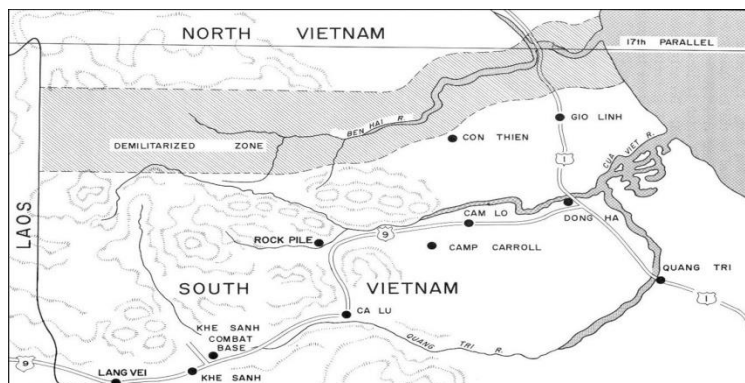 NORTH VIETNAM
17th PARALLEL
BEN HAI R.
GIO LINH
CON THIEN
DEMILITARIZED ZONE
CUA VIET R.
1
LAOS
CAM LO
DONG HA
ROCK PILE
9
CAMP CARROLL
QUANG TRI
SOUTH VIETNAM
1
CA LU
KHE SANH
COMBAT
BASE
QUANG TRI R.
9
LANG VEI
KHE SANH